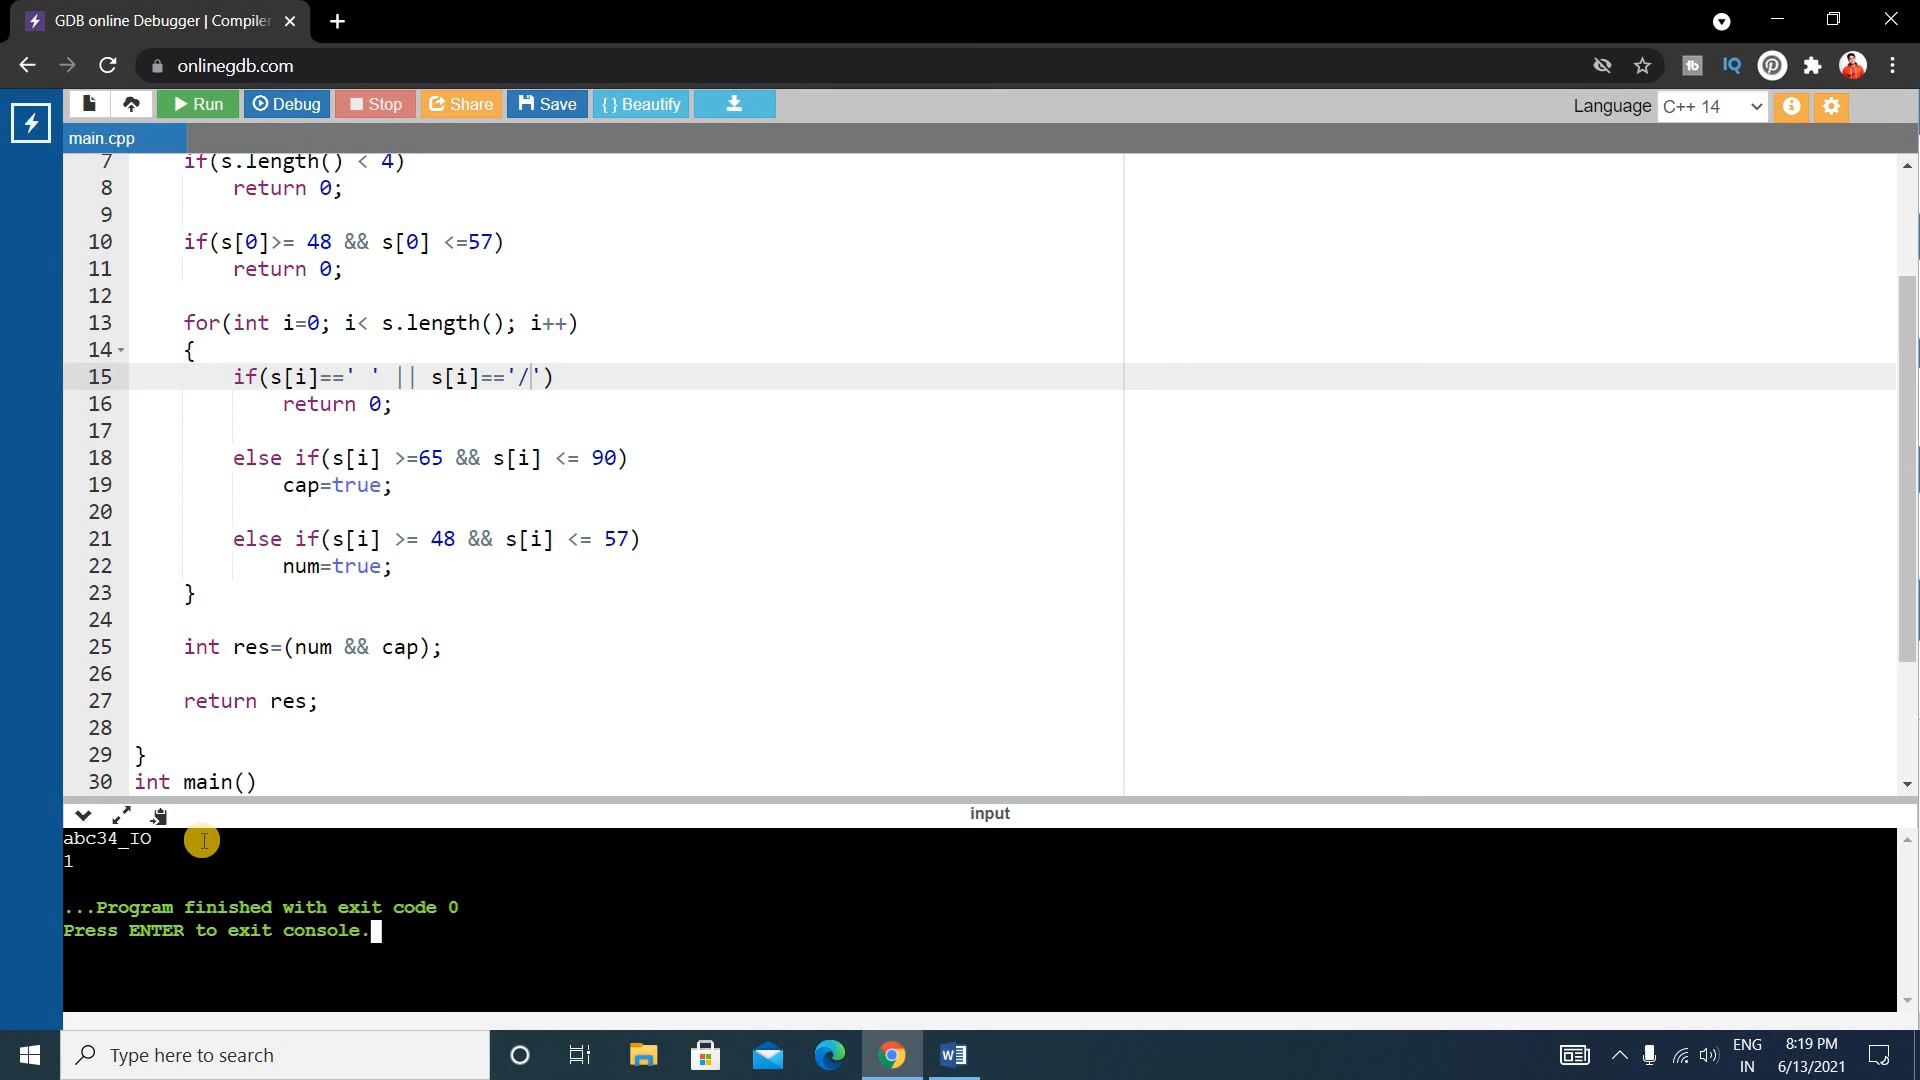 GDB online Debugger | Compiler
onlinegdb.com
Run
Debug
Stop
Share
Save
{ } Beautify
Language
C++ 14
main.cpp
7 if(s.length() < 4)
8 return 0;
9
10 if(s[0]>= 48 && s[0] <=57)
11 return 0;
12
13 for(int i=0; i< s.length(); i++)
14 {
15 if(s[i]==' ' || s[i]=='/')
16 return 0;
17
18 else if(s[i] >=65 && s[i] <= 90)
19 cap=true;
20
21 else if(s[i] >= 48 && s[i] <= 57)
22 num=true;
23 }
24
25 int res=(num && cap);
26
27 return res;
28
29 }
30 int main()
input
abc34_IO
1
...Program finished with exit code 0
Press ENTER to exit console.
Type here to search
ENG
IN
8:19 PM
6/13/2021